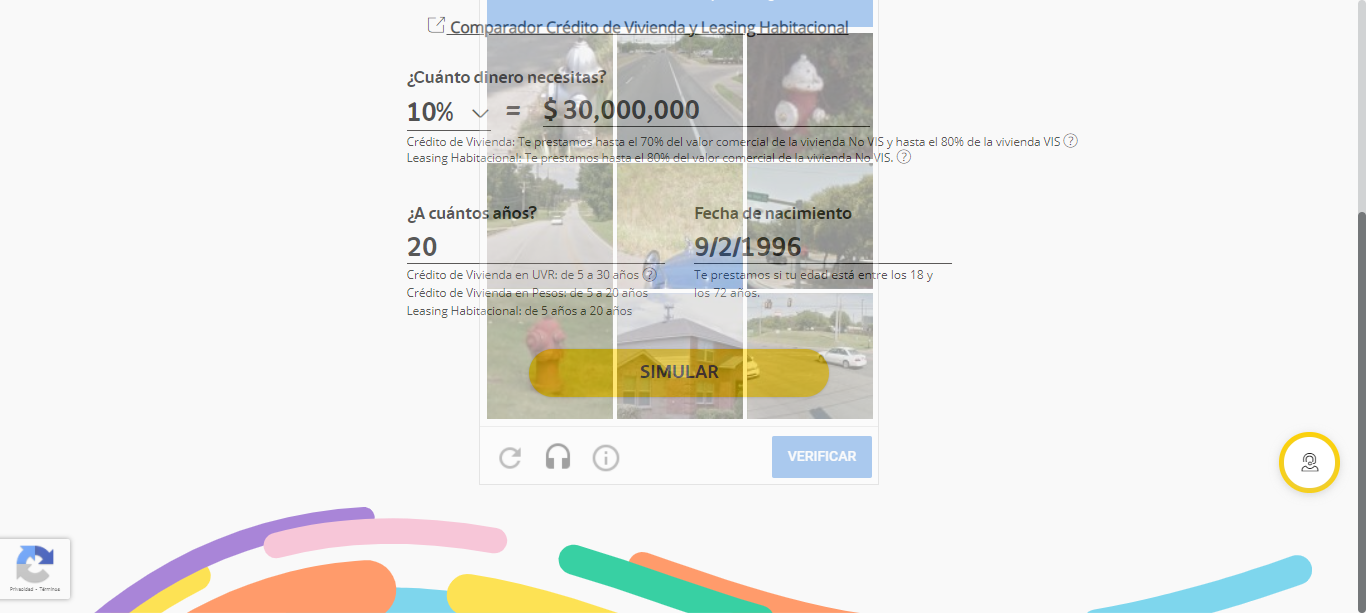 Comparador Crédito de Vivienda y Leasing Habitacional
¿Cuánto dinero necesitas?
10% = $ 30,000,000
Crédito de Vivienda: Te prestamos hasta el 70% del valor comercial de la vivienda No VIS y hasta el 80% de la vivienda VIS ?
Leasing Habitacional: Te prestamos hasta el 80% del valor comercial de la vivienda No VIS. ?
¿A cuántos años?
20
Crédito de Vivienda en UVR: de 5 a 30 años ?
Crédito de Vivienda en Pesos: de 5 a 20 años
Leasing Habitacional: de 5 años a 20 años
Fecha de nacimiento
9/2/1996
Te prestamos si tu edad está entre los 18 y
los 72 años.
SIMULAR
VERIFICAR
Privacidad - Términos